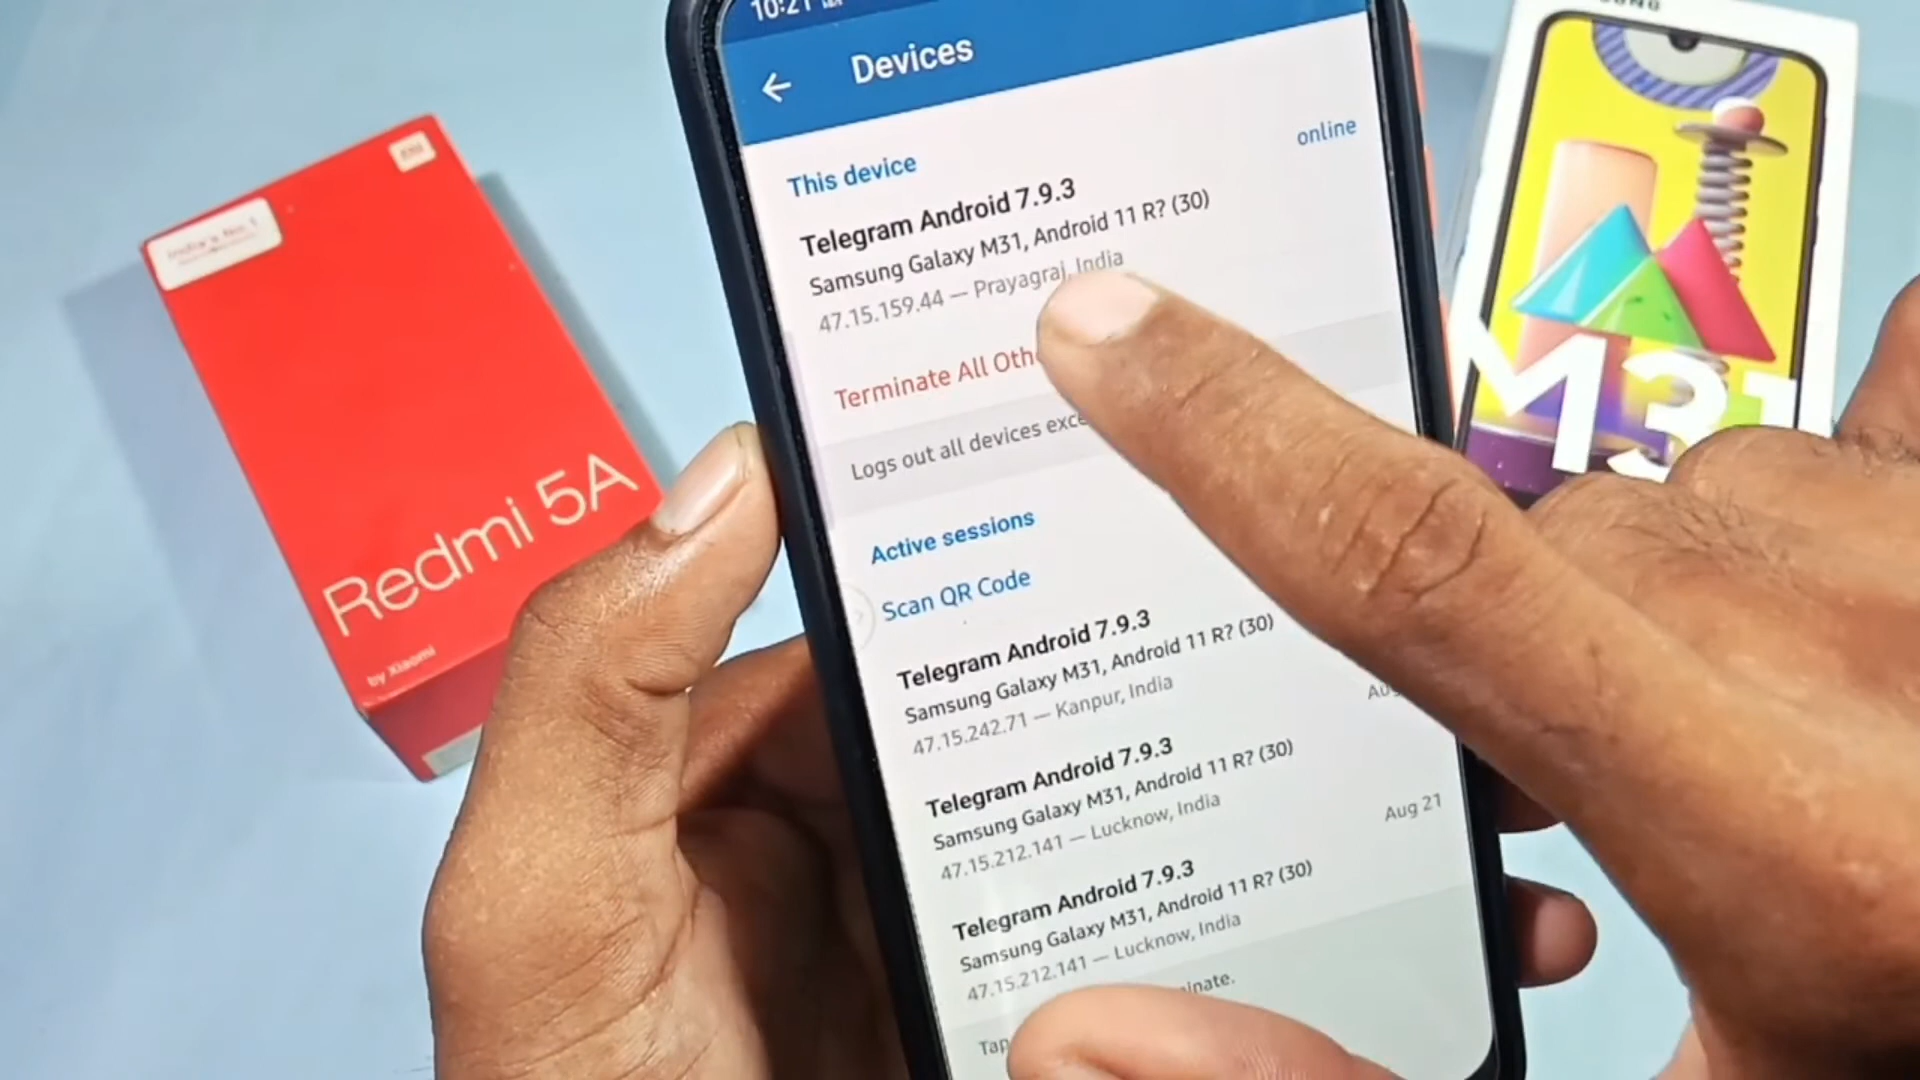 10:21
Devices
This device
online
Telegram Android 7.9.3
Samsung Galaxy M31, Android 11 R? (30)
47.15.159.44 — Prayagraj, India
Terminate All Oth
Logs out all devices exce
Active sessions
Scan QR Code
Telegram Android 7.9.3
Samsung Galaxy M31, Android 11 R? (30)
47.15.242.71 — Kanpur, India
Telegram Android 7.9.3
Samsung Galaxy M31, Android 11 R? (30)
47.15.212.141 — Lucknow, India
Aug 21
Telegram Android 7.9.3
Samsung Galaxy M31, Android 11 R? (30)
47.15.212.141 — Lucknow, India
Tap
inate.
India's No.1
Redmi 5A
by Xiaomi
M31